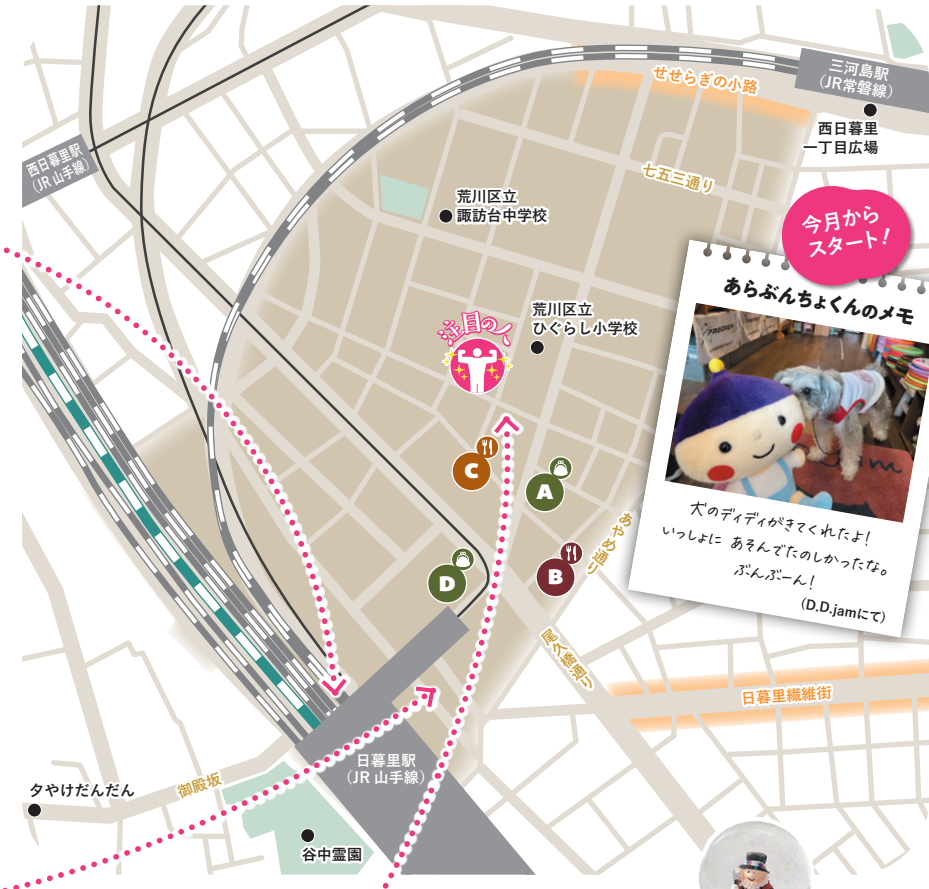 せせらぎの小路
三河島駅
（JR常磐線）
西日暮里
一丁目広場
西日暮里駅
（JR 山手線）
七五三通り
荒川区立
諏訪台中学校
今月から
スタート！
あらぶんちょくんのメモ
荒川区立
ひぐらし小学校
注目の人
C
A
B
D
あやめ通り
犬のディディがきてくれたよ！
いっしょに あそんでたのしかったな。
ぶんぶーん！
（D.D.jamにて）
尾久橋通り
日暮里繊維街
日暮里駅
（JR 山手線）
御殿坂
夕やけだんだん
谷中霊園